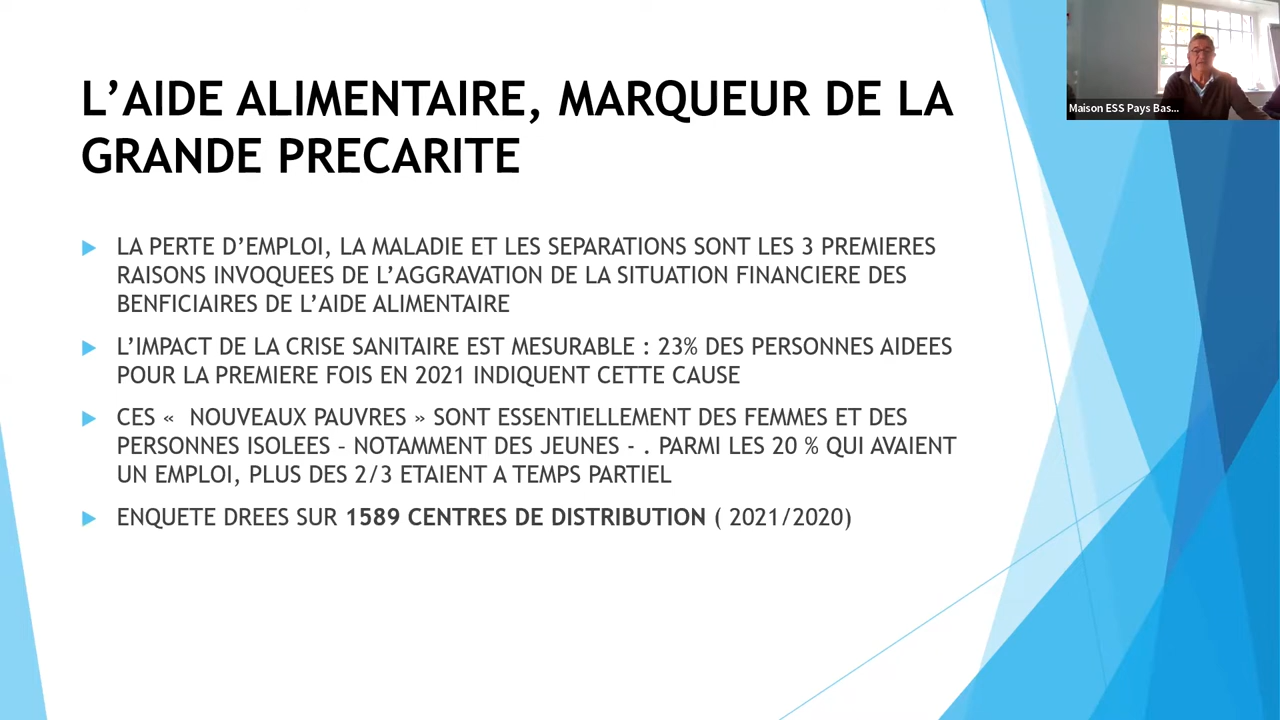 L’AIDE ALIMENTAIRE, MARQUEUR DE LA
GRANDE PRECARITE
LA PERTE D’EMPLOI, LA MALADIE ET LES SEPARATIONS SONT LES 3 PREMIERES
RAISONS INVOQUEES DE L’AGGRAVATION DE LA SITUATION FINANCIERE DES
BENFICIAIRES DE L’AIDE ALIMENTAIRE
L’IMPACT DE LA CRISE SANITAIRE EST MESURABLE : 23% DES PERSONNES AIDEES
POUR LA PREMIERE FOIS EN 2021 INDIQUENT CETTE CAUSE
CES «  NOUVEAUX PAUVRES » SONT ESSENTIELLEMENT DES FEMMES ET DES
PERSONNES ISOLEES – NOTAMMENT DES JEUNES - . PARMI LES 20 % QUI AVAIENT
UN EMPLOI, PLUS DES 2/3 ETAIENT A TEMPS PARTIEL
ENQUETE DREES SUR 1589 CENTRES DE DISTRIBUTION ( 2021/2020)
Maison ESS Pays Bas...